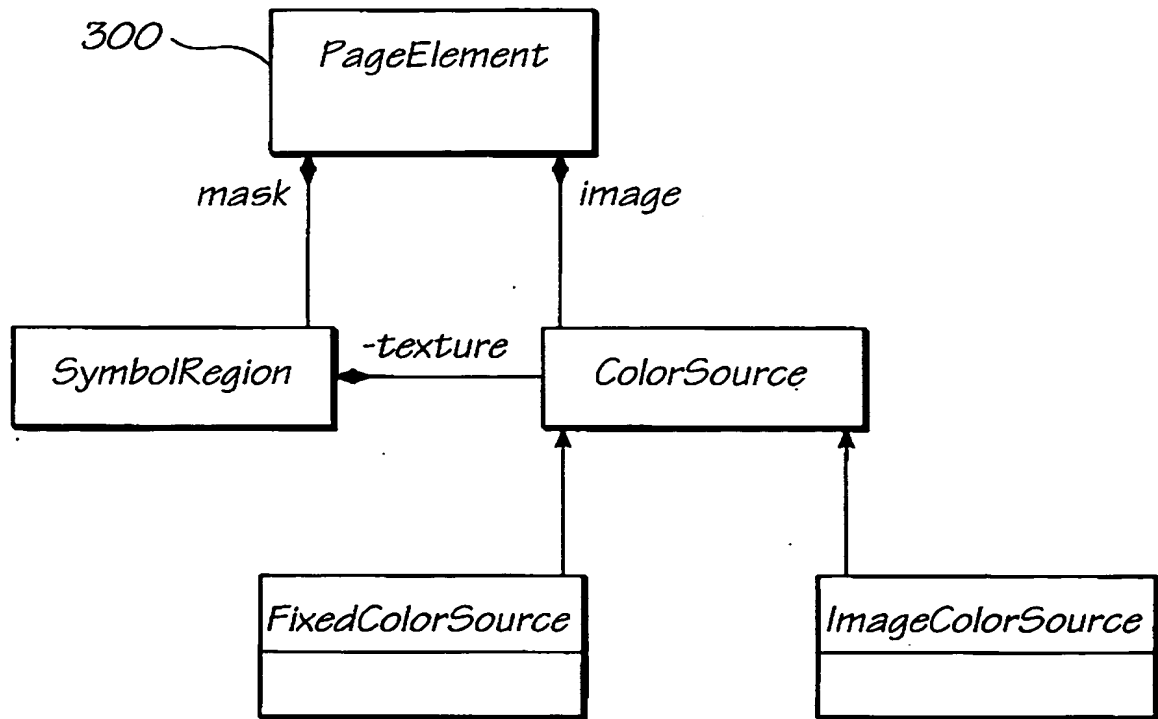 300
PageElement
mask
image
SymbolRegion
-texture
ColorSource
FixedColorSource
ImageColorSource